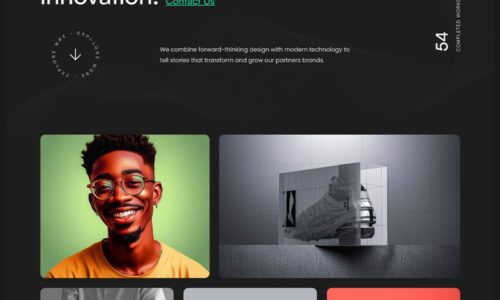 innovation. Contact Us
EXPLORE MORE - EXPLORE MORE -
We combine forward-thinking design with modern technology to
tell stories that transform and grow our partners brands.
54
COMPLETED WORKS